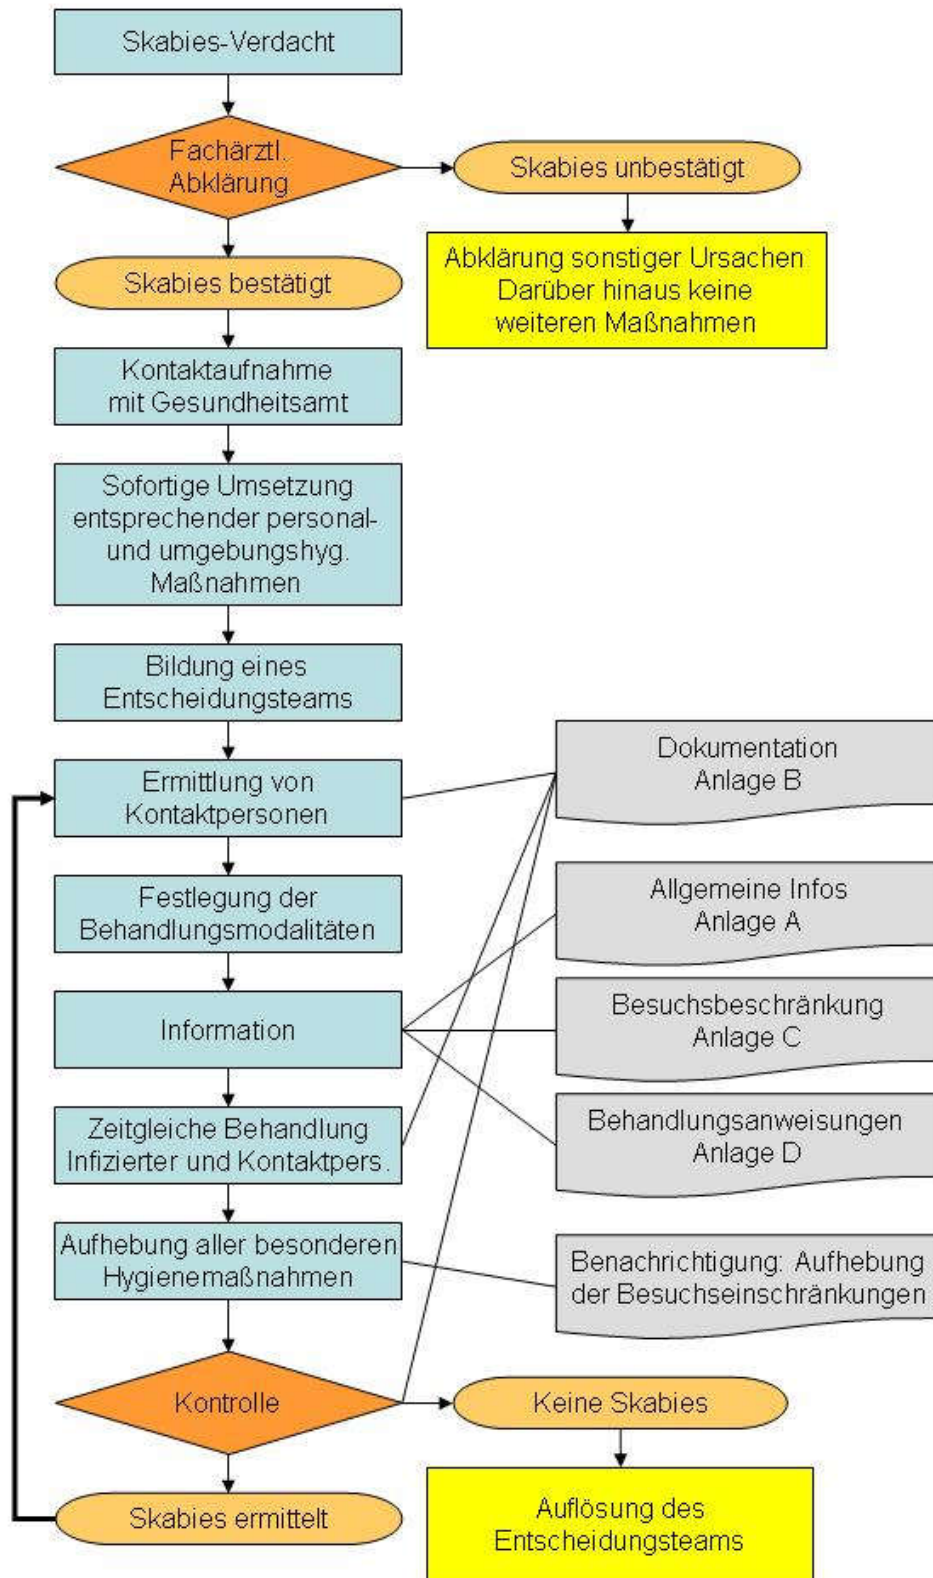 Skabies-Verdacht
Fachärztl.
Abklärung
Skabies unbestätigt
Abklärung sonstiger Ursachen
Darüber hinaus keine
weiteren Maßnahmen
Skabies bestätigt
Kontaktaufnahme
mit Gesundheitsamt
Sofortige Umsetzung
entsprechender personal-
und umgebungshyg.
Maßnahmen
Bildung eines
Entscheidungsteams
Ermittlung von
Kontaktpersonen
Dokumentation
Anlage B
Festlegung der
Behandlungsmodalitäten
Allgemeine Infos
Anlage A
Information
Besuchsbeschränkung
Anlage C
Zeitgleiche Behandlung
Infizierter und Kontaktpers.
Behandlungsanweisungen
Anlage D
Aufhebung aller besonderen
Hygienemaßnahmen
Benachrichtigung: Aufhebung
der Besuchseinschränkungen
Kontrolle
Keine Skabies
Skabies ermittelt
Auflösung des
Entscheidungsteams